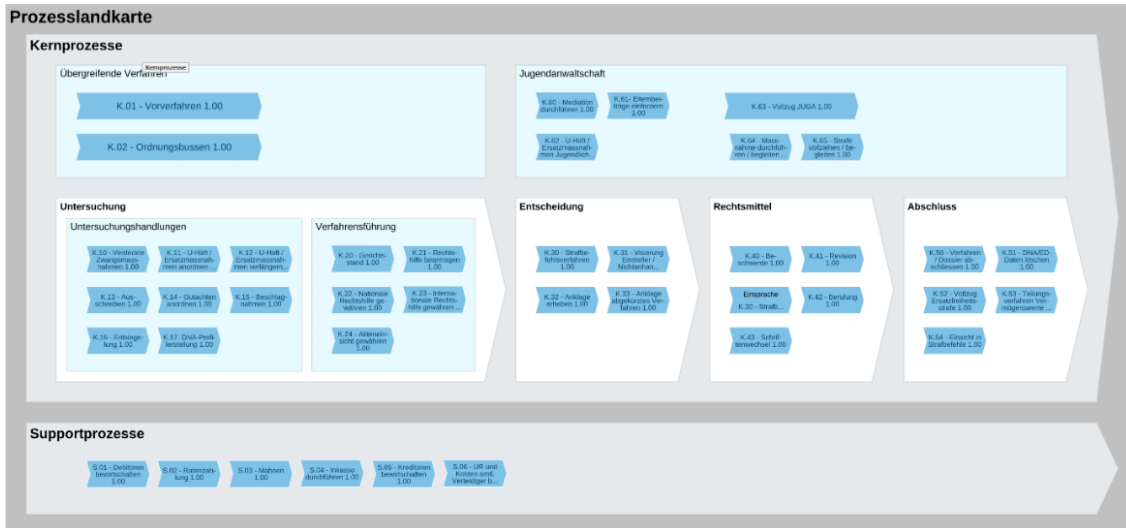 Prozesslandkarte
Kernprozesse
Übergreifende Verfahren
Kernprozesse
K.01 - Vorverfahren 1.00
K.02 - Ordnungsbussen 1.00
Jugendanwaltschaft
K.60 - Mediation
durchführen 1.00
K.61- Elternbei-
träge einfordern
1.00
K.63 - Vollzug JUGA 1.00
K.62 - U-Haft /
Ersatzmassnah-
men Jugendlich...
K.64 - Mass-
nahme durchfüh-
ren / begleiten ...
K.65 - Strafe
vollziehen / be-
gleiten 1.00
Untersuchung
Untersuchungshandlungen
K.10 - Verdeckte
Zwangsmass-
nahmen 1.00
K.11 - U-Haft /
Ersatzmassnah-
men anordnen ...
K.12 - U-Haft /
Ersatzmassnah-
men verlängern...
K.13 - Aus-
schreiben 1.00
K.14 - Gutachten
anordnen 1.00
K.15 - Beschlag-
nahmen 1.00
K.16 - Entsiege-
lung 1.00
K.17- DNA-Profi-
lerstellung 1.00
Verfahrensführung
K.20 - Gerichts-
stand 1.00
K.21 - Rechts-
hilfe beantragen
1.00
K.22 - Nationale
Rechtshilfe ge-
währen 1.00
K.23 - Interna-
tionale Rechts-
hilfe gewähren ...
K.24 - Aktenein-
sicht gewähren
1.00
Entscheidung
K.30 - Strafbe-
fehlsverfahren
1.00
K.31 - Visierung
Einsteller /
Nichtanhan...
K.32 - Anklage
erheben 1.00
K.33 - Anklage
abgekürztes Ver-
fahren 1.00
Rechtsmittel
K.40 - Be-
schwerde 1.00
K.41 - Revision
1.00
Einsprache
K.30 - Strafb...
K.42 - Berufung
1.00
K.43 - Schrif-
tenwechsel 1.00
Abschluss
K.50 - Verfahren
/ Dossier ab-
schliessen 1.00
K.51 - DNA/ED-
Daten löschen
1.00
K.52 - Vollzug
Ersatzfreiheits-
strafe 1.00
K.53 - Teilungs-
verfahren Ver-
mögenswerte ...
K.54 - Einsicht in
Strafbefehle 1.00
Supportprozesse
S.01 - Debitoren
bewirtschaften
1.00
S.02 - Ratenzah-
lung 1.00
S.03 - Mahnen
1.00
S.04 - Inkasso
durchführen 1.00
S.05 - Kreditoren
bewirtschaften
1.00
S.06 - UR und
Kosten amtl.
Verteidiger b...